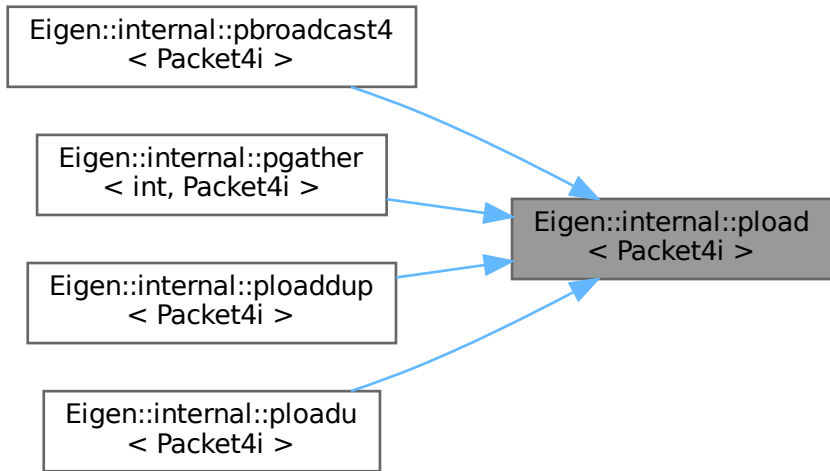 Eigen::internal::pbroadcast4
< Packet4i >
Eigen::internal::pgather
< int, Packet4i >
Eigen::internal::pload
< Packet4i >
Eigen::internal::ploaddup
< Packet4i >
Eigen::internal::ploadu
< Packet4i >